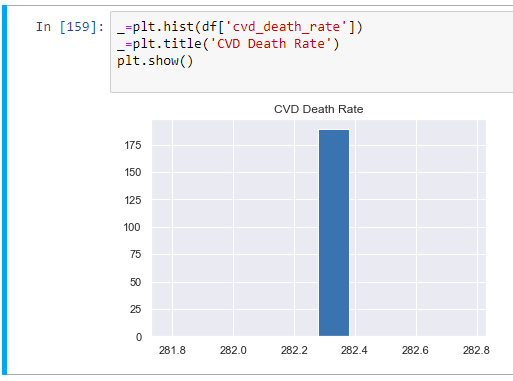 In [159]: _=plt.hist(df['cvd_death_rate'])
_=plt.title('CVD Death Rate')
plt.show()
CVD Death Rate
175
150
125
100
75
50
25
0
281.8 282.0 282.2 282.4 282.6 282.8